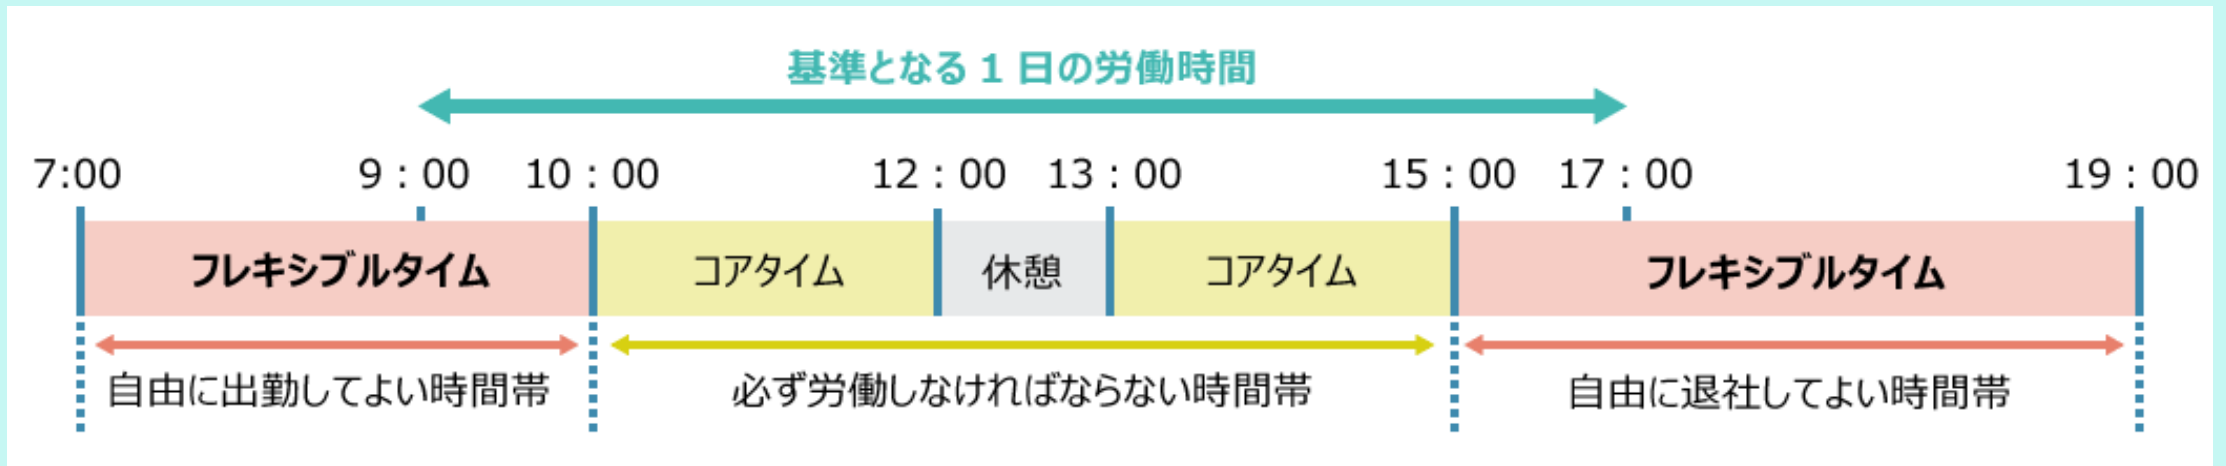 基準となる 1 日の労働時間
7:00 9：00 10：00 12：00 13：00 15：00 17：00 19：00
フレキシブルタイム コアタイム 休憩 コアタイム フレキシブルタイム
自由に出勤してよい時間帯 必ず労働しなければならない時間帯 自由に退社してよい時間帯